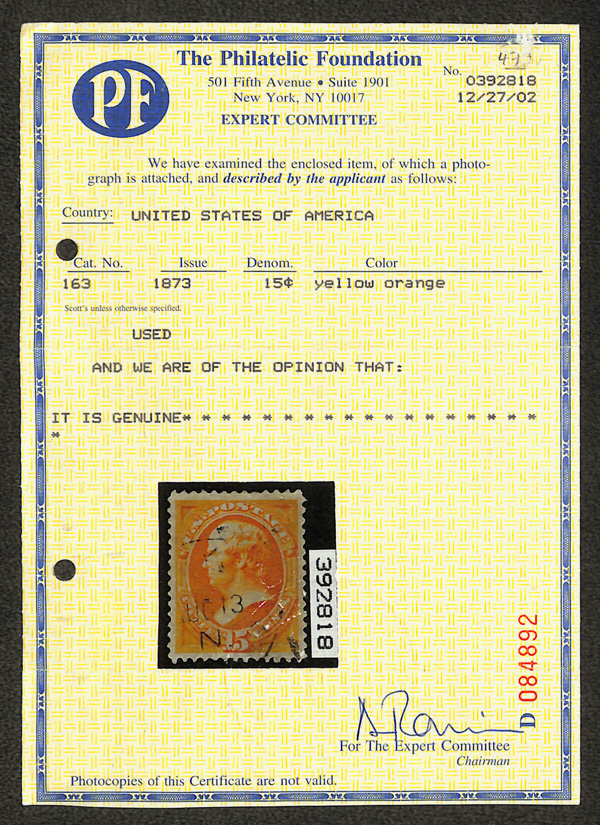 PF
The Philatelic Foundation
501 Fifth Avenue • Suite 1901
New York, NY 10017
EXPERT COMMITTEE
No.
0392818
12/27/02
We have examined the enclosed item, of which a photo-
graph is attached, and described by the applicant as follows:
Country: UNITED STATES OF AMERICA
Cat. No. Issue Denom. Color
163 1873 15¢ yellow orange
Scott's unless otherwise specified.
USED
AND WE ARE OF THE OPINION THAT:
IT IS GENUINE* * * * * * * * * * * * * * * * * *
*
U.S. POSTAGE
13
N
15
392818
D 084892
For The Expert Committee
Chairman
Photocopies of this Certificate are not valid.